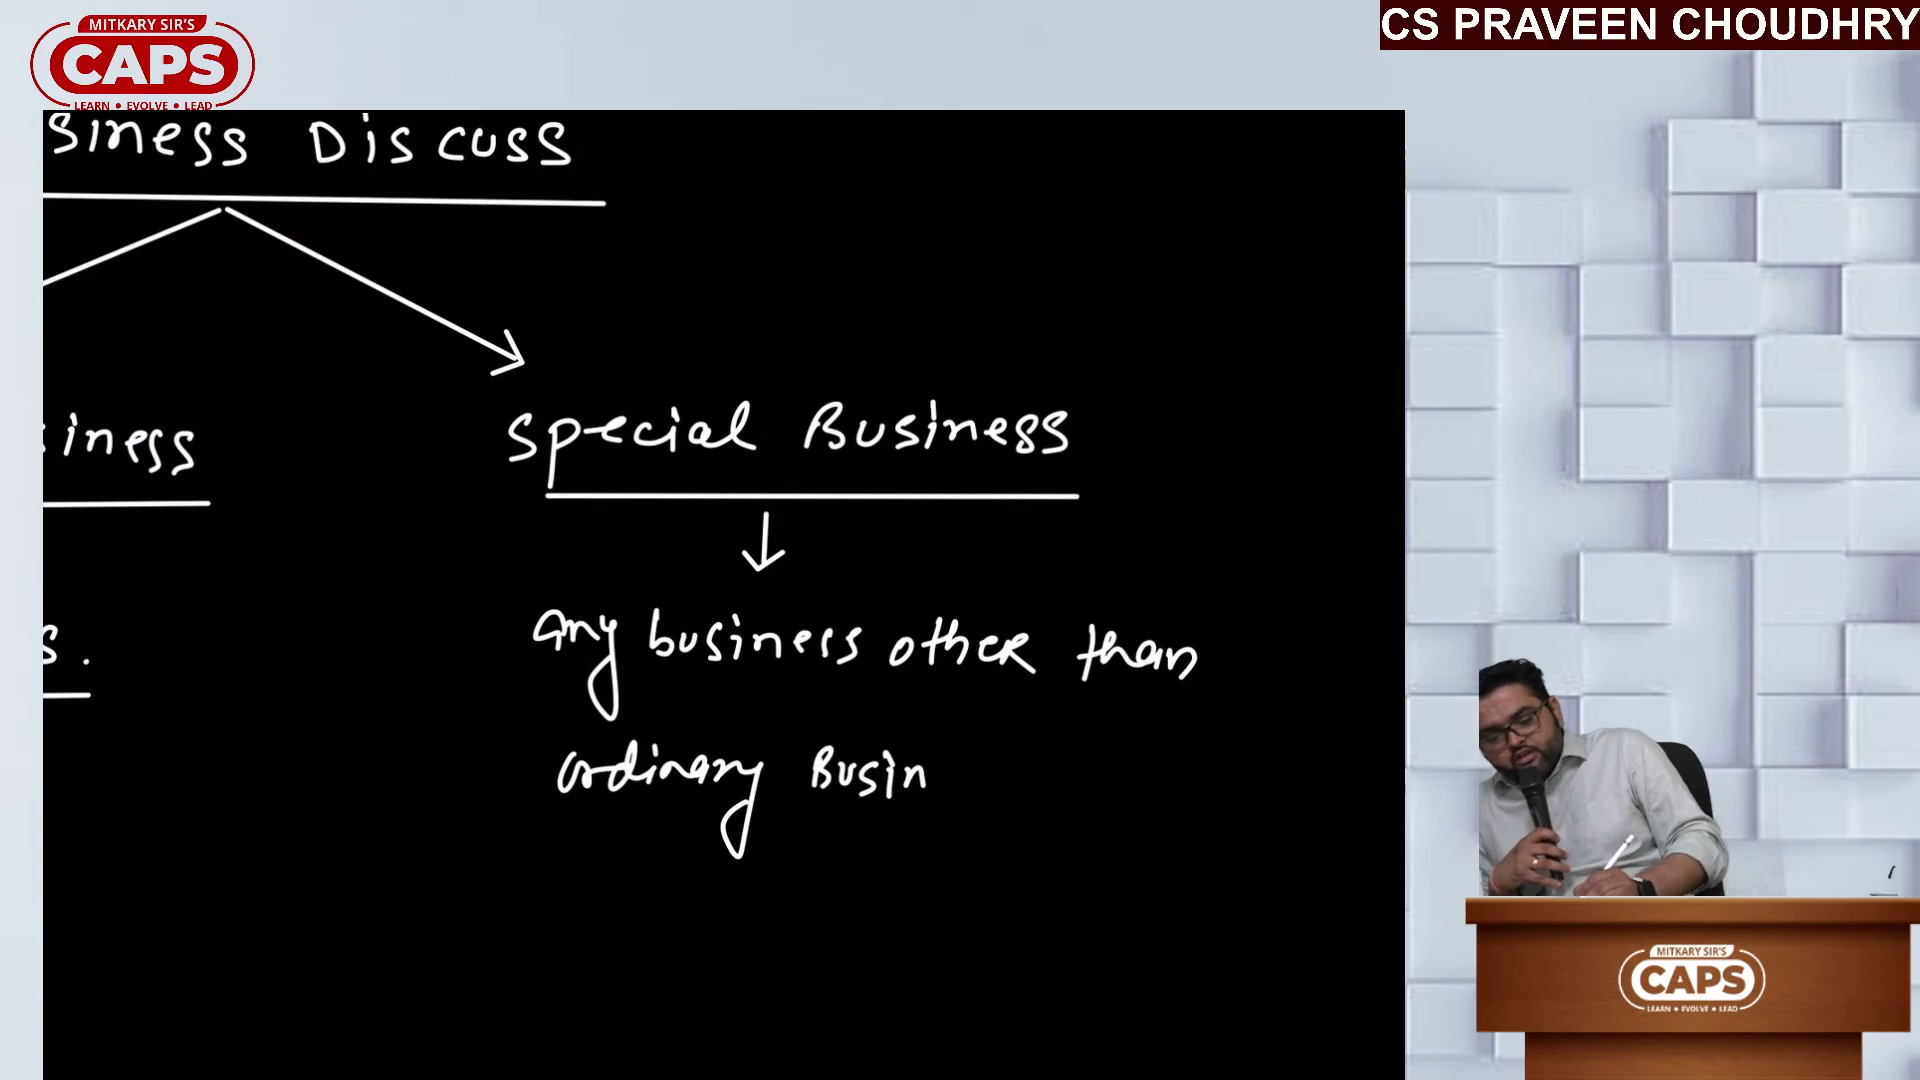 MITKARY SIR'S
CAPS
LEARN • EVOLVE • LEAD
CS PRAVEEN CHOUDHRY
siness Discuss
iness
Special Business
s.
any business other than
ordinary Busin
MITKARY SIR'S
CAPS
LEARN • EVOLVE • LEAD